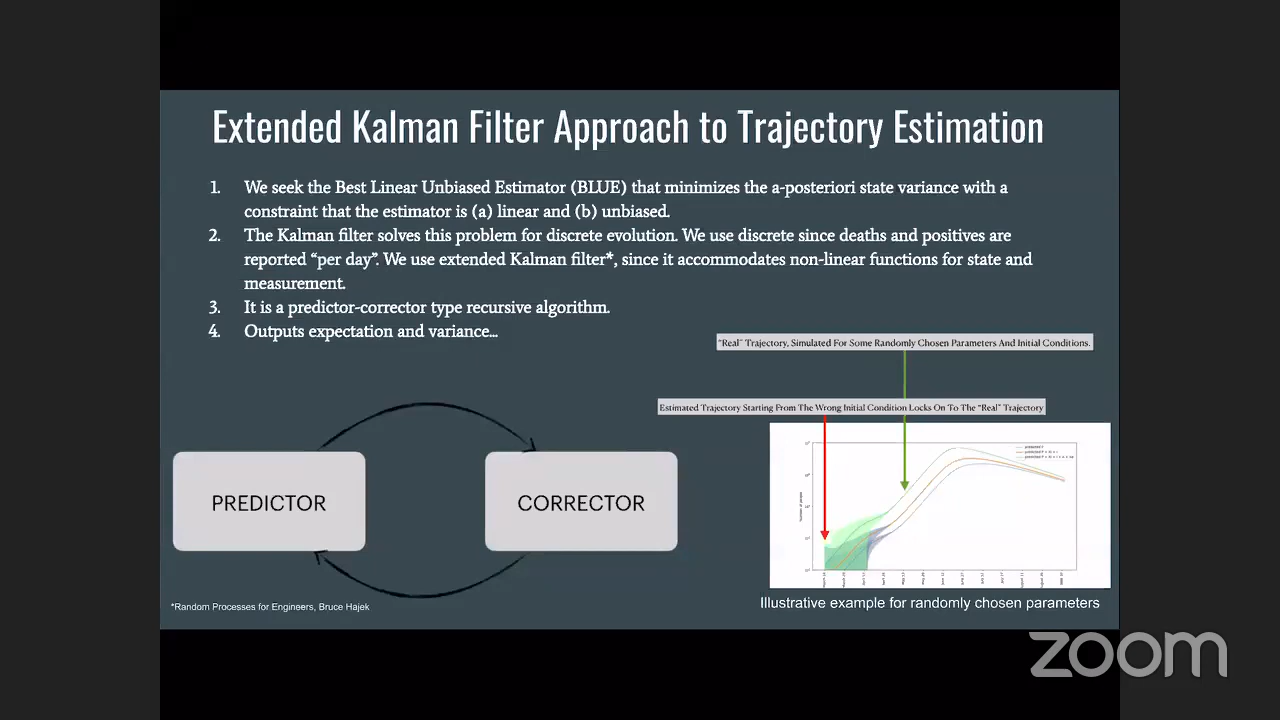 Extended Kalman Filter Approach to Trajectory Estimation
1. We seek the Best Linear Unbiased Estimator (BLUE) that minimizes the a-posteriori state variance with a
constraint that the estimator is (a) linear and (b) unbiased.
2. The Kalman filter solves this problem for discrete evolution. We use discrete since deaths and positives are
reported “per day”. We use extended Kalman filter*, since it accommodates non-linear functions for state and
measurement.
3. It is a predictor-corrector type recursive algorithm.
4. Outputs expectation and variance...
“Real” Trajectory, Simulated For Some Randomly Chosen Parameters And Initial Conditions.
Estimated Trajectory Starting From The Wrong Initial Condition Locks On To The “Real” Trajectory
PREDICTOR
CORRECTOR
Number of people
*Random Processes for Engineers, Bruce Hajek
Illustrative example for randomly chosen parameters
zoom